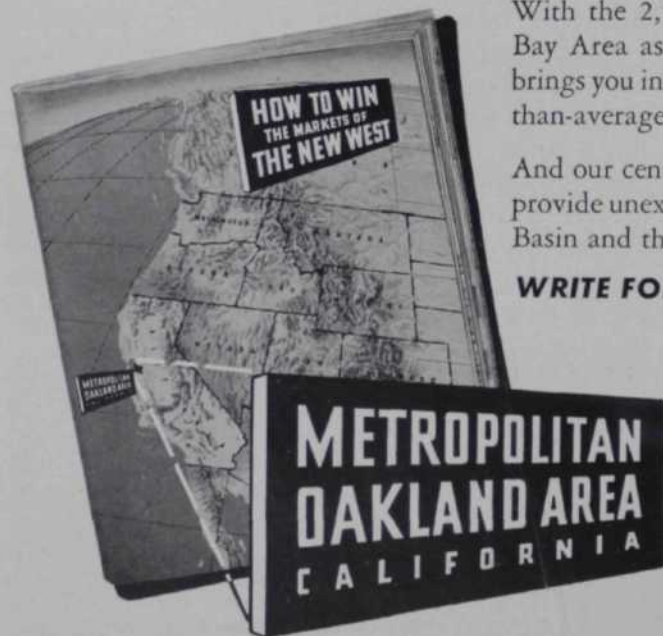 With the 2,
Bay Area as
brings you in
than-average
And our cen
provide unex
Basin and th
WRITE FO
HOW TO WIN
THE MARKETS OF
THE NEW WEST
METROPOLITAN
OAKLAND AREA
METROPOLITAN
OAKLAND AREA
CALIFORNIA